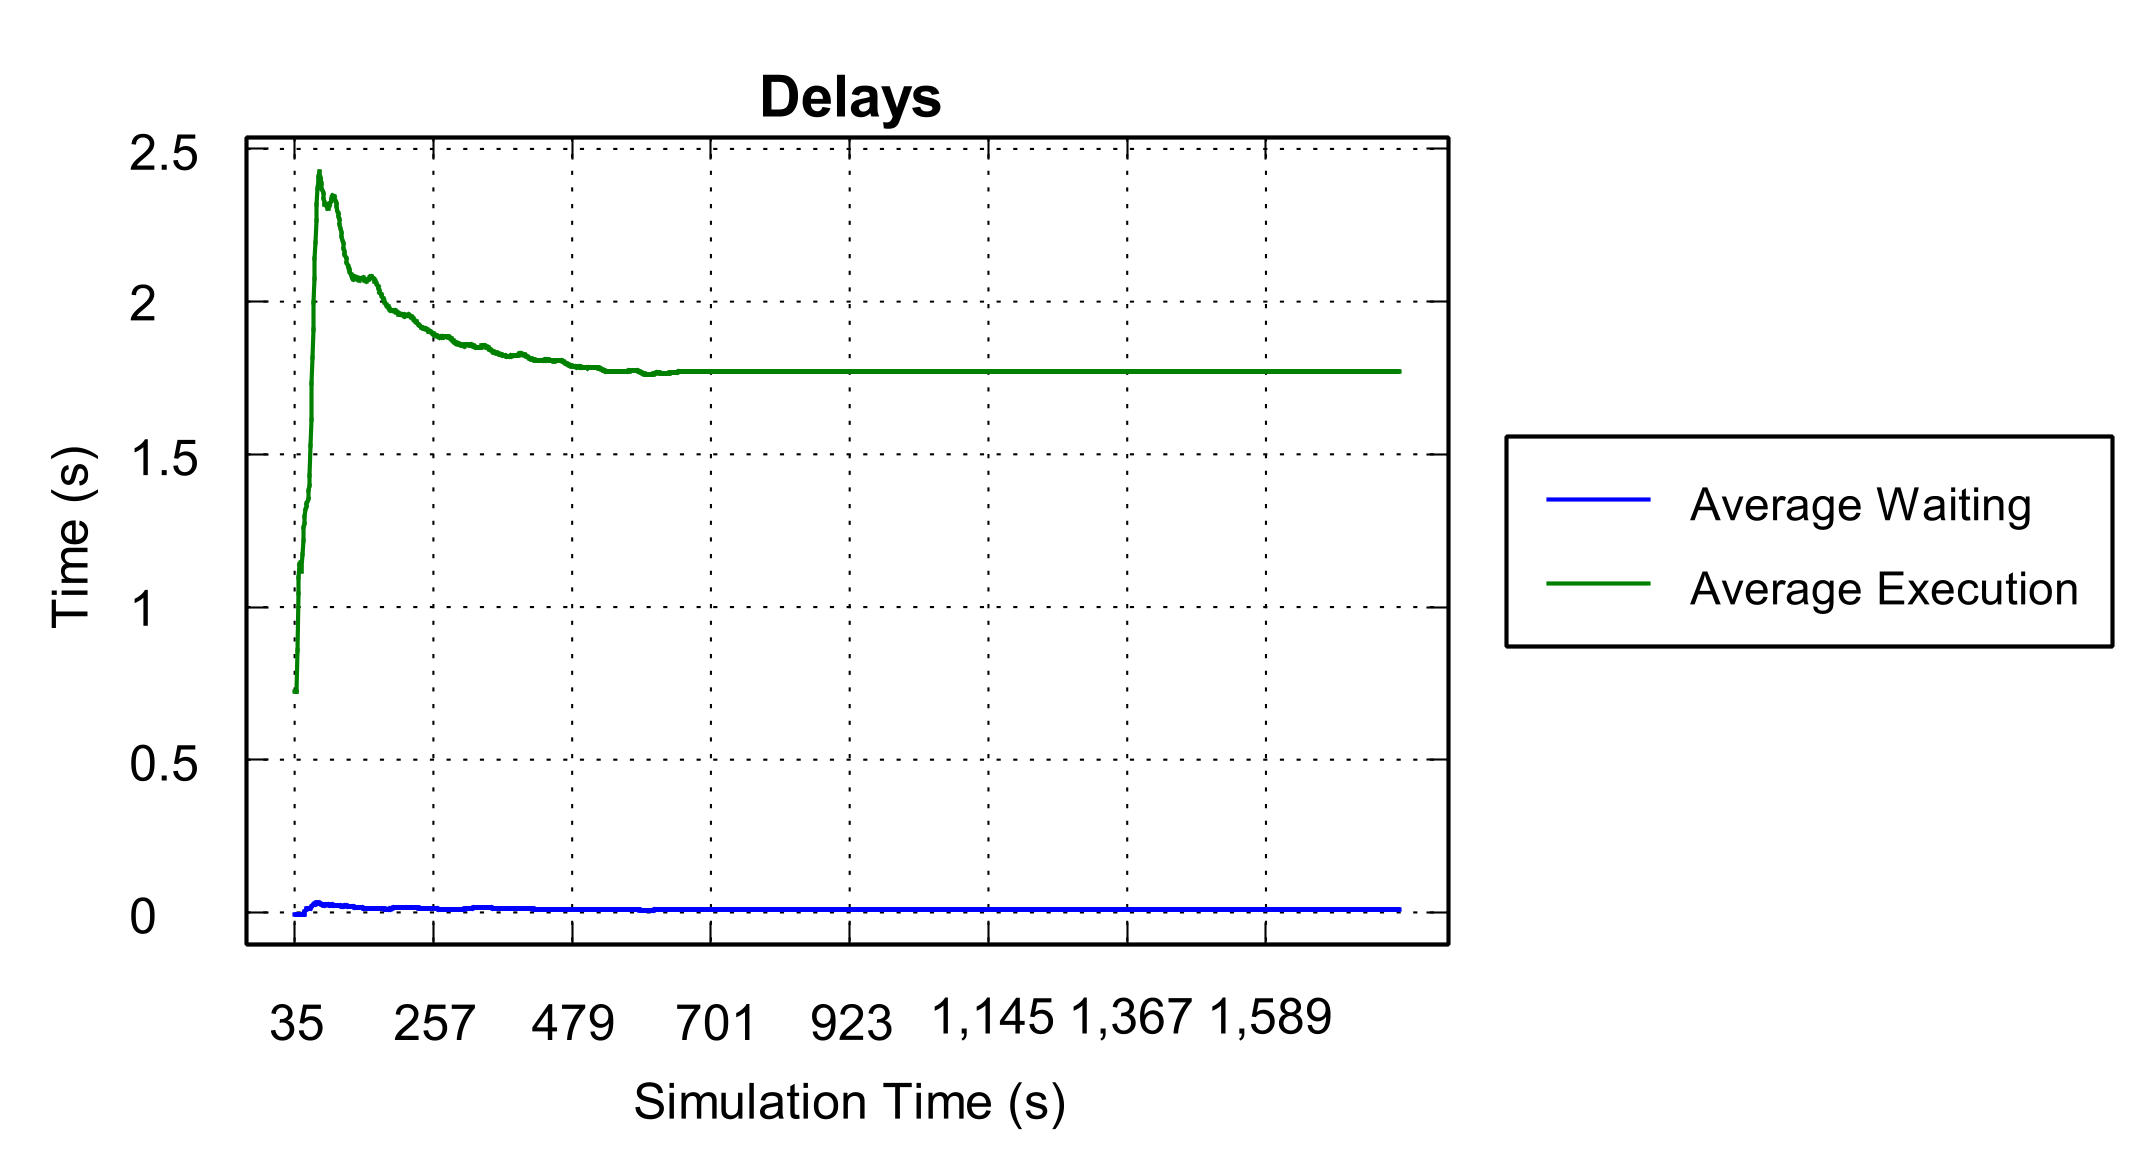 Delays
2.5
2
1.5
1
0.5
0
Time (s)
35 257 479 701 923 1,145 1,367 1,589
Simulation Time (s)
Average Waiting
Average Execution